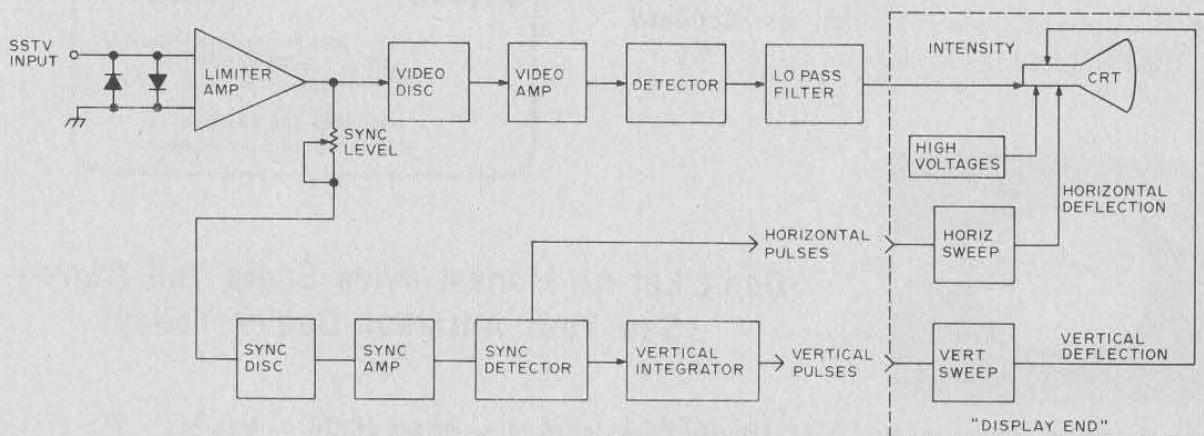 SSTV
INPUT
LIMITER
AMP
VIDEO
DISC
VIDEO
AMP
DETECTOR
LO PASS
FILTER
INTENSITY
CRT
HIGH
VOLTAGES
SYNC
LEVEL
HORIZONTAL
DEFLECTION
HORIZONTAL
PULSES
HORIZ
SWEEP
SYNC
DISC
SYNC
AMP
SYNC
DETECTOR
VERTICAL
INTEGRATOR
VERTICAL
PULSES
VERT
SWEEP
VERTICAL
DEFLECTION
"DISPLAY END"